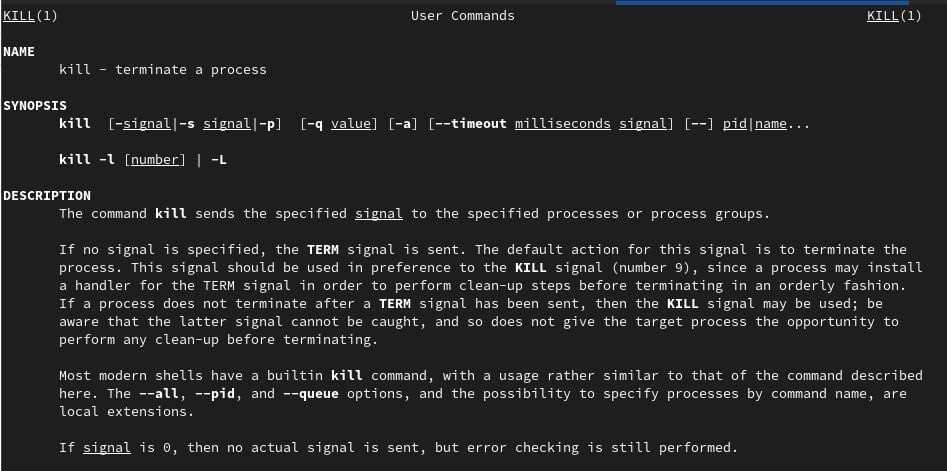 KILL(1) User Commands KILL(1)
NAME
kill - terminate a process
SYNOPSIS
kill [-signal|-s signal|-p] [-q value] [-a] [--timeout milliseconds signal] [--] pid|name...
kill -l [number] | -L
DESCRIPTION
The command kill sends the specified signal to the specified processes or process groups.
If no signal is specified, the TERM signal is sent. The default action for this signal is to terminate the
process. This signal should be used in preference to the KILL signal (number 9), since a process may install
a handler for the TERM signal in order to perform clean-up steps before terminating in an orderly fashion.
If a process does not terminate after a TERM signal has been sent, then the KILL signal may be used; be
aware that the latter signal cannot be caught, and so does not give the target process the opportunity to
perform any clean-up before terminating.
Most modern shells have a builtin kill command, with a usage rather similar to that of the command described
here. The --all, --pid, and --queue options, and the possibility to specify processes by command name, are
local extensions.
If signal is 0, then no actual signal is sent, but error checking is still performed.